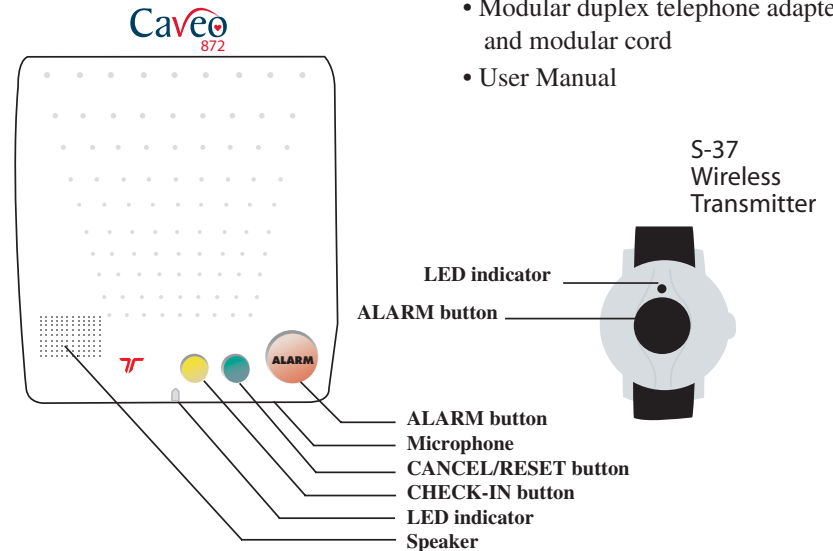 Caveo
872
• Modular duplex telephone adapte
and modular cord
• User Manual
S-37
Wireless
Transmitter
LED indicator
ALARM button
ALARM
ALARM button
Microphone
CANCEL/RESET button
CHECK-IN button
LED indicator
Speaker